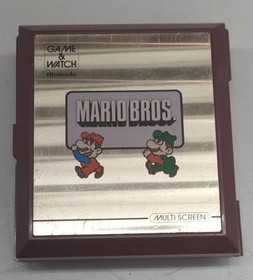 GAME
&
WATCH
Nintendo
MARIO BROS.
MULTI SCREEN